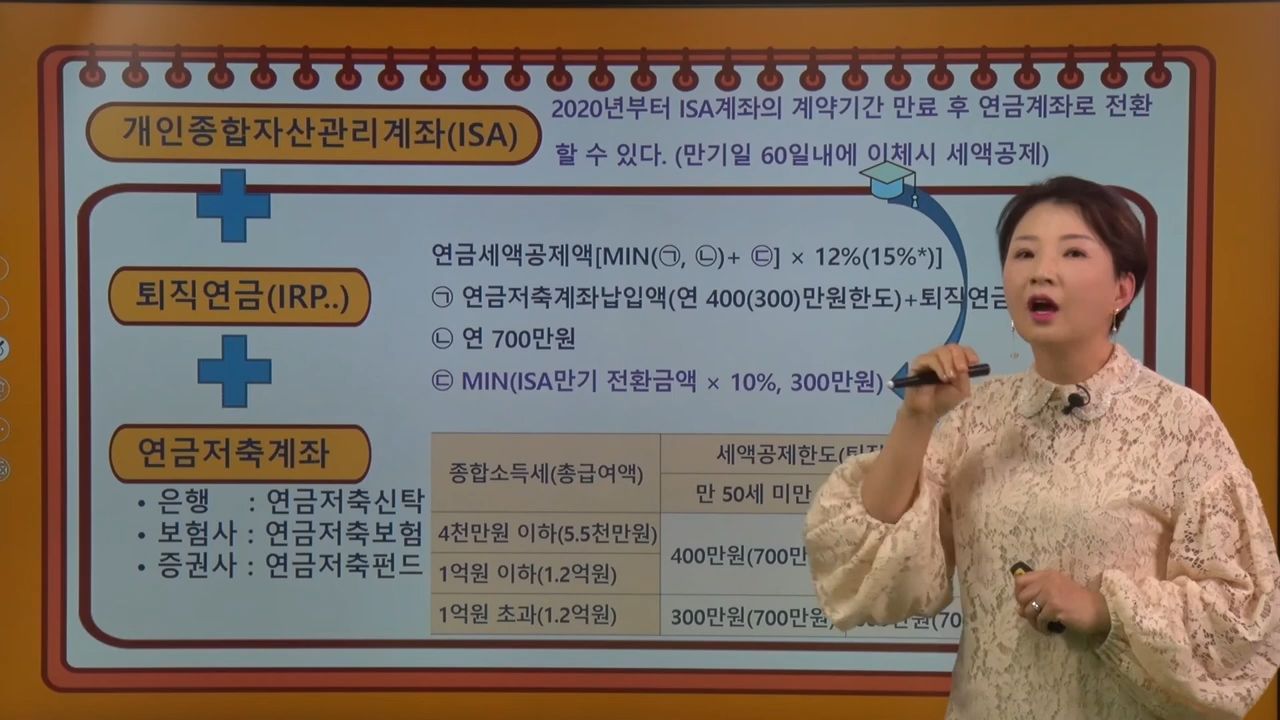 개인종합자산관리계좌(ISA)
2020년부터 ISA계좌의 계약기간 만료 후 연금계좌로 전환
할 수 있다. (만기일 60일내에 이체시 세액공제)
퇴직연금(IRP..)
연금세액공제액[MIN(㉠, ㉡)+ ㉢] × 12%(15%*)]
㉠ 연금저축계좌납입액(연 400(300)만원한도)+퇴직연금
㉡ 연 700만원
㉢ MIN(ISA만기 전환금액 × 10%, 300만원)
연금저축계좌
• 은행 : 연금저축신탁
• 보험사 : 연금저축보험
• 증권사 : 연금저축펀드
종합소득세(총급여액)
세액공제한도(퇴직
만 50세 미만
4천만원 이하(5.5천만원)
400만원(700만
1억원 이하(1.2억원)
1억원 초과(1.2억원)
300만원(700만원)